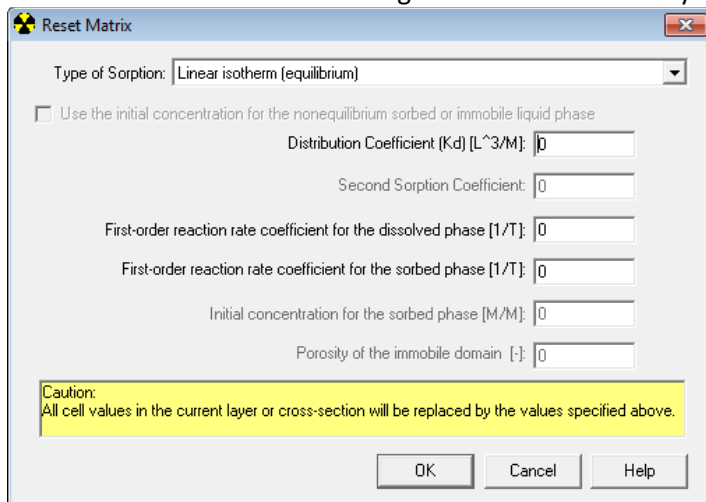 Reset Matrix
Type of Sorption: Linear isotherm (equilibrium)
Use the initial concentration for the nonequilibrium sorbed or immobile liquid phase
Distribution Coefficient (Kd) [L^3/M]: 0
Second Sorption Coefficient: 0
First-order reaction rate coefficient for the dissolved phase [1/T]: 0
First-order reaction rate coefficient for the sorbed phase [1/T]: 0
Initial concentration for the sorbed phase [M/M]: 0
Porosity of the immobile domain [-]: 0
Caution:
All cell values in the current layer or cross-section will be replaced by the values specified above.
OK Cancel Help